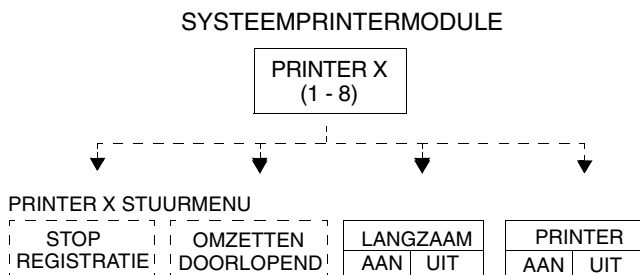 SYSTEEMPRINTERMODULE
PRINTER X
(1 - 8)
PRINTER X STUURMENU
STOP
REGISTRATIE
OMZETTEN
DOORLOPEND
LANGZAAM
AAN UIT
PRINTER
AAN UIT